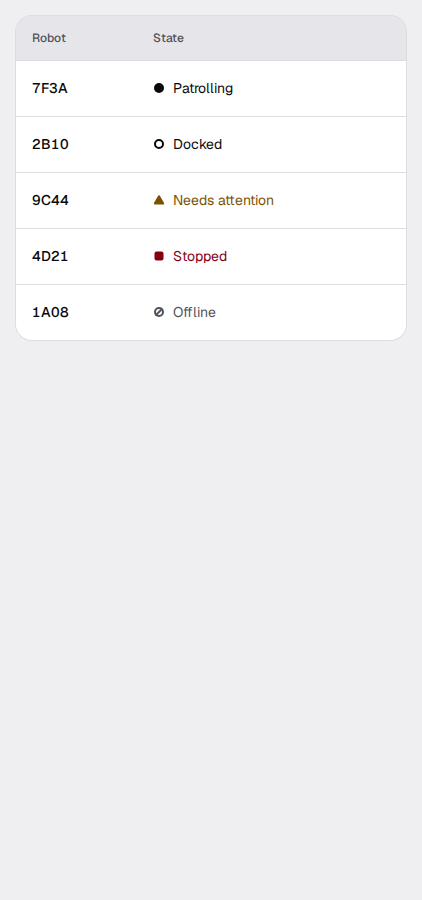 Robot State
7F3A Patrolling
2B10 Docked
9C44 Needs attention
4D21 Stopped
1A08 Offline